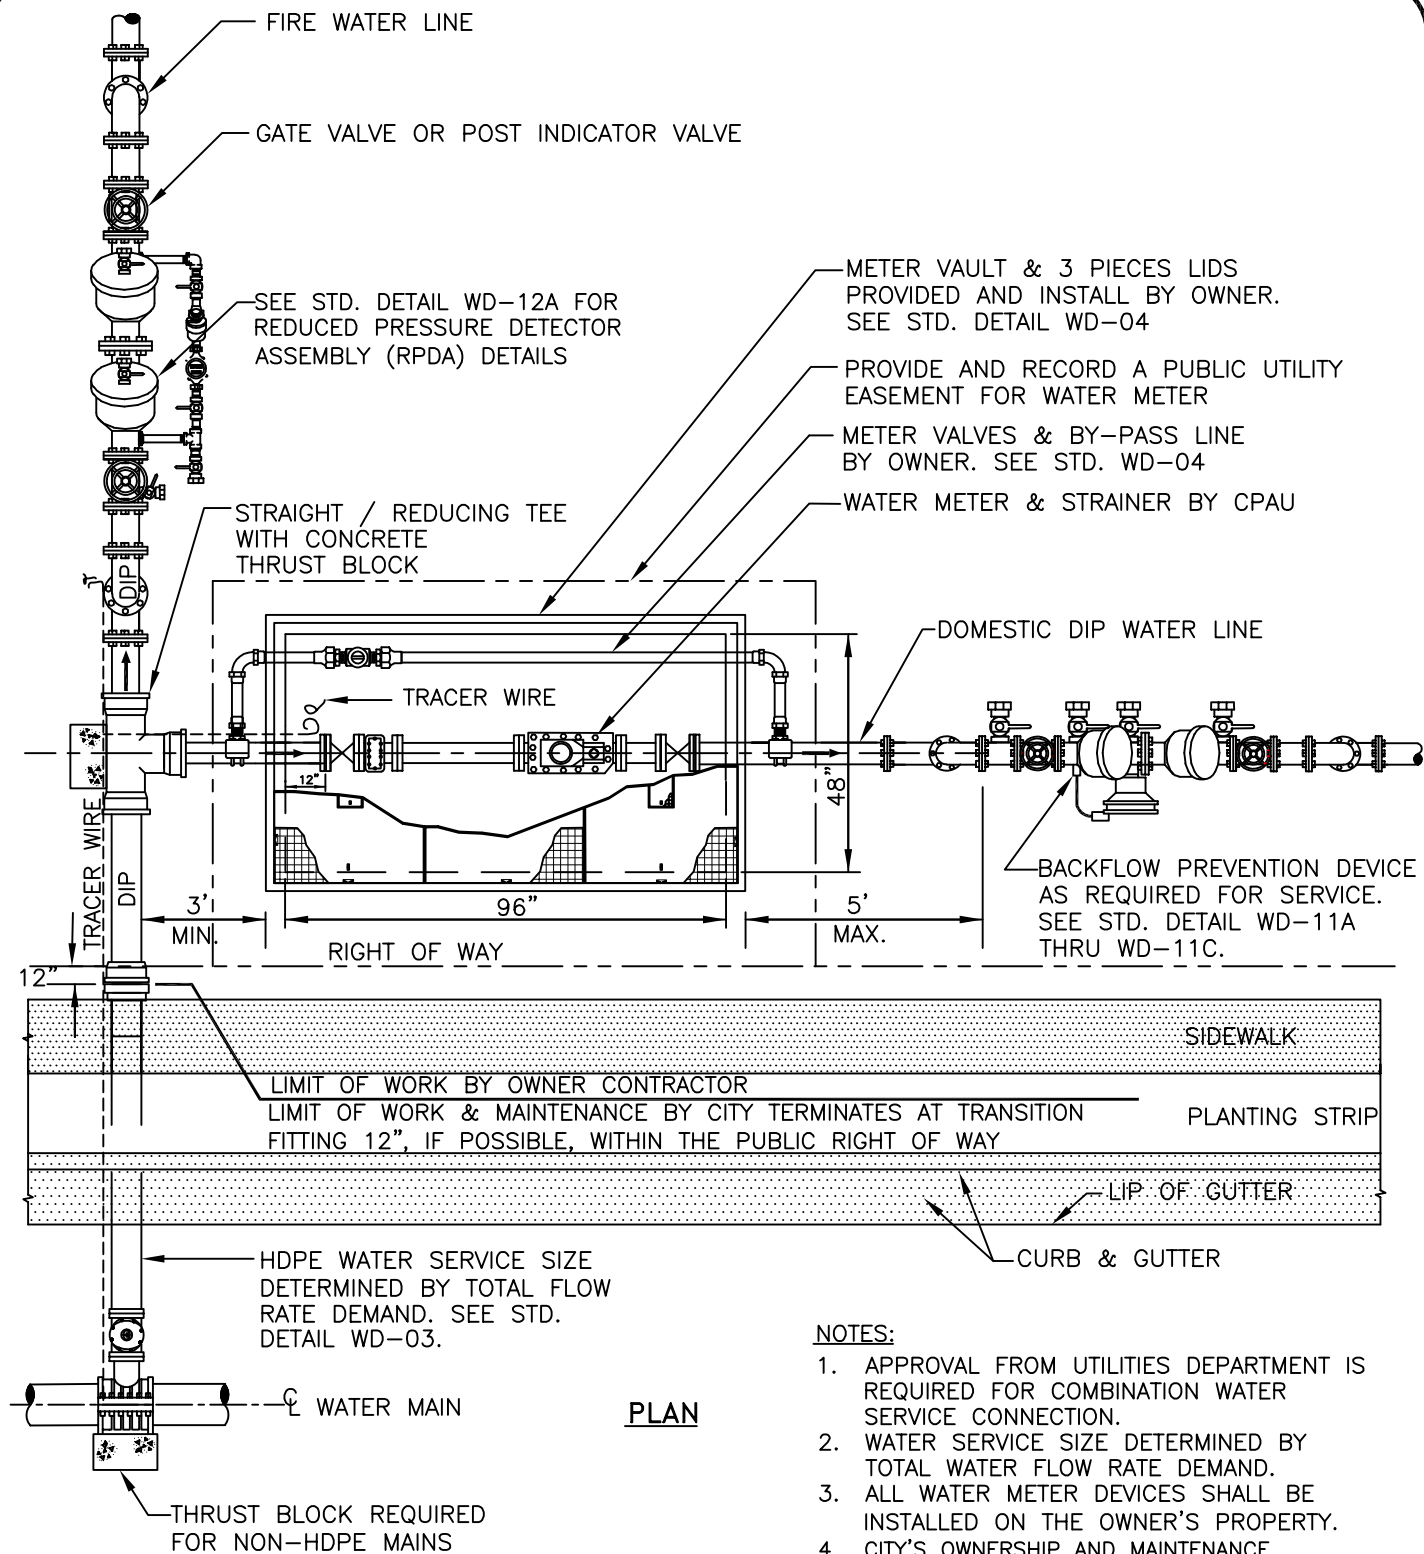 FIRE WATER LINE
GATE VALVE OR POST INDICATOR VALVE
SEE STD. DETAIL WD-12A FOR
REDUCED PRESSURE DETECTOR
ASSEMBLY (RPDA) DETAILS
METER VAULT & 3 PIECES LIDS
PROVIDED AND INSTALL BY OWNER.
SEE STD. DETAIL WD-04
PROVIDE AND RECORD A PUBLIC UTILITY
EASEMENT FOR WATER METER
METER VALVES & BY-PASS LINE
BY OWNER. SEE STD. WD-04
WATER METER & STRAINER BY CPAU
STRAIGHT / REDUCING TEE
WITH CONCRETE
THRUST BLOCK
DIP
DOMESTIC DIP WATER LINE
TRACER WIRE
12"
48"
TRACER WIRE
DIP
3'
MIN.
96"
5'
MAX.
BACKFLOW PREVENTION DEVICE
AS REQUIRED FOR SERVICE.
SEE STD. DETAIL WD-11A
THRU WD-11C.
RIGHT OF WAY
12"
SIDEWALK
LIMIT OF WORK BY OWNER CONTRACTOR
LIMIT OF WORK & MAINTENANCE BY CITY TERMINATES AT TRANSITION
FITTING 12", IF POSSIBLE, WITHIN THE PUBLIC RIGHT OF WAY
PLANTING STRIP
LIP OF GUTTER
CURB & GUTTER
HDPE WATER SERVICE SIZE
DETERMINED BY TOTAL FLOW
RATE DEMAND. SEE STD.
DETAIL WD-03.
℄ WATER MAIN
PLAN
THRUST BLOCK REQUIRED
FOR NON-HDPE MAINS
NOTES:
1. APPROVAL FROM UTILITIES DEPARTMENT IS
REQUIRED FOR COMBINATION WATER
SERVICE CONNECTION.
2. WATER SERVICE SIZE DETERMINED BY
TOTAL WATER FLOW RATE DEMAND.
3. ALL WATER METER DEVICES SHALL BE
INSTALLED ON THE OWNER'S PROPERTY.
4. CITY'S OWNERSHIP AND MAINTENANCE